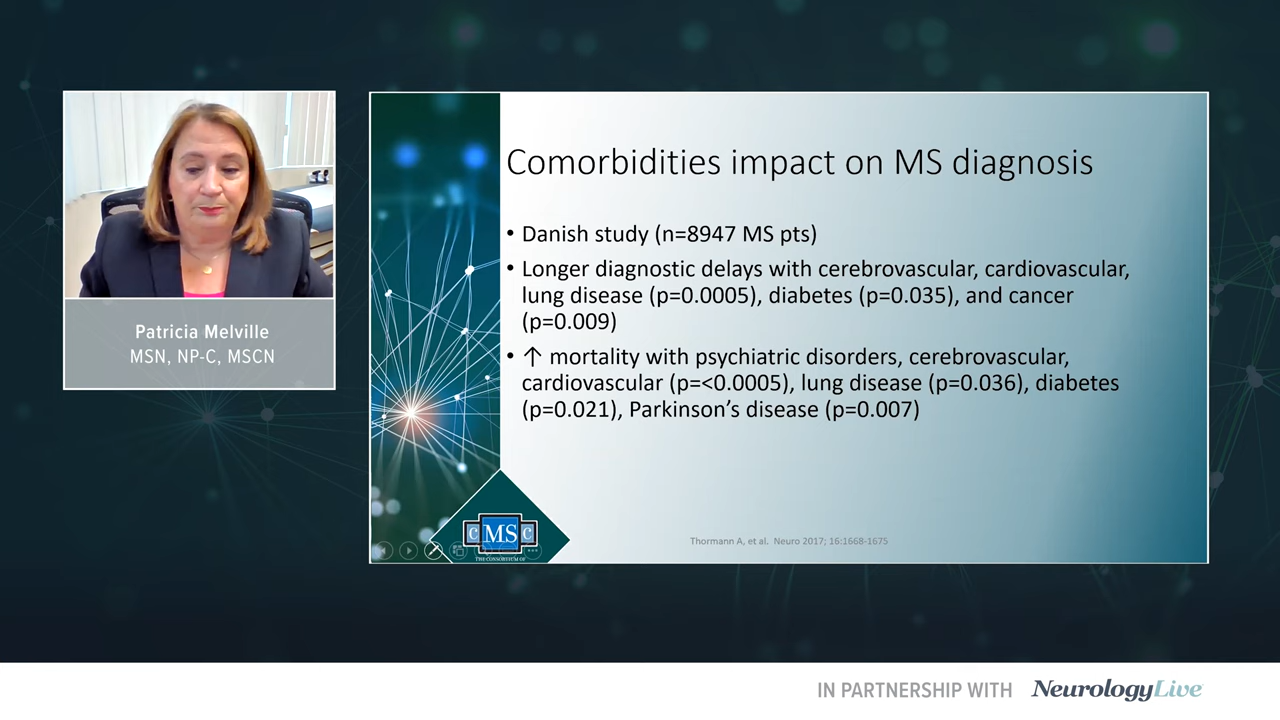 Comorbidities impact on MS diagnosis
• Danish study (n=8947 MS pts)
• Longer diagnostic delays with cerebrovascular, cardiovascular,
lung disease (p=0.0005), diabetes (p=0.035), and cancer
(p=0.009)
• ↑ mortality with psychiatric disorders, cerebrovascular,
cardiovascular (p=<0.0005), lung disease (p=0.036), diabetes
(p=0.021), Parkinson’s disease (p=0.007)
Patricia Melville
MSN, NP-C, MSCN
Thormann A, et al. Neuro 2017; 16:1668-1675
C MS C
THE CONSORTIUM OF
IN PARTNERSHIP WITH NeurologyLive